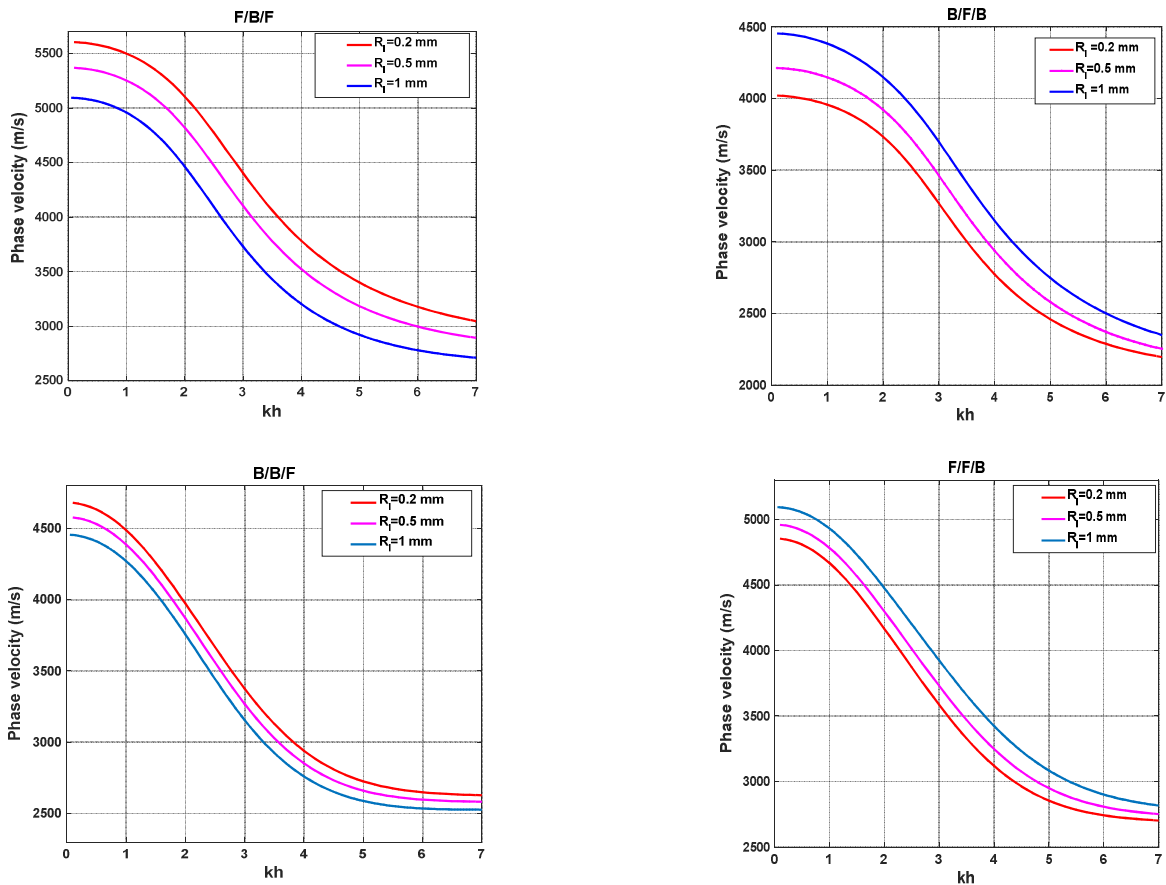 F/B/F
5500
5000
4500
4000
3500
3000
2500
0 1 2 3 4 5 6 7
Phase velocity (m/s)
kh
R_I=0.2 mm
R_I=0.5 mm
R_I=1 mm
B/F/B
4500
4000
3500
3000
2500
2000
0 1 2 3 4 5 6 7
Phase velocity (m/s)
kh
R_I=0.2 mm
R_I=0.5 mm
R_I=1 mm
B/B/F
4500
4000
3500
3000
2500
0 1 2 3 4 5 6 7
Phase velocity (m/s)
kh
R_I=0.2 mm
R_I=0.5 mm
R_I=1 mm
F/F/B
5000
4500
4000
3500
3000
2500
0 1 2 3 4 5 6 7
Phase velocity (m/s)
kh
R_I=0.2 mm
R_I=0.5 mm
R_I=1 mm